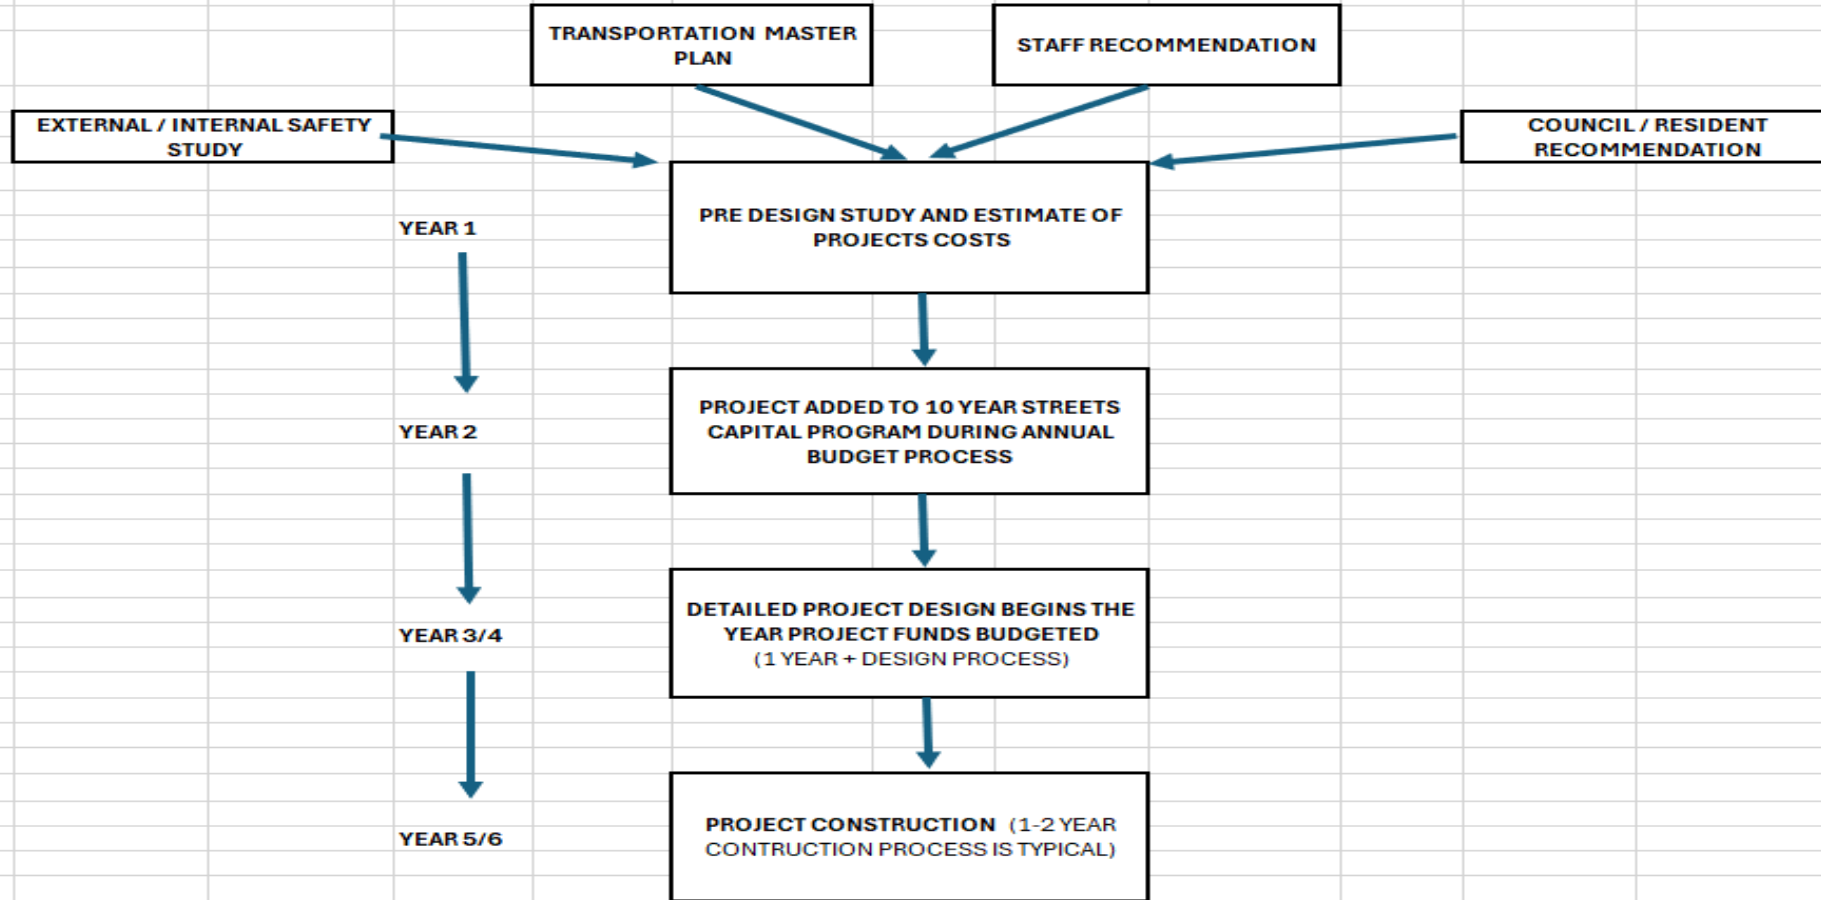 TRANSPORTATION MASTER
PLAN
STAFF RECOMMENDATION
EXTERNAL / INTERNAL SAFETY
STUDY
COUNCIL / RESIDENT
RECOMMENDATION
YEAR 1
PRE DESIGN STUDY AND ESTIMATE OF
PROJECTS COSTS
YEAR 2
PROJECT ADDED TO 10 YEAR STREETS
CAPITAL PROGRAM DURING ANNUAL
BUDGET PROCESS
YEAR 3/4
DETAILED PROJECT DESIGN BEGINS THE
YEAR PROJECT FUNDS BUDGETED
(1 YEAR + DESIGN PROCESS)
YEAR 5/6
PROJECT CONSTRUCTION (1-2 YEAR
CONTRUCTION PROCESS IS TYPICAL)